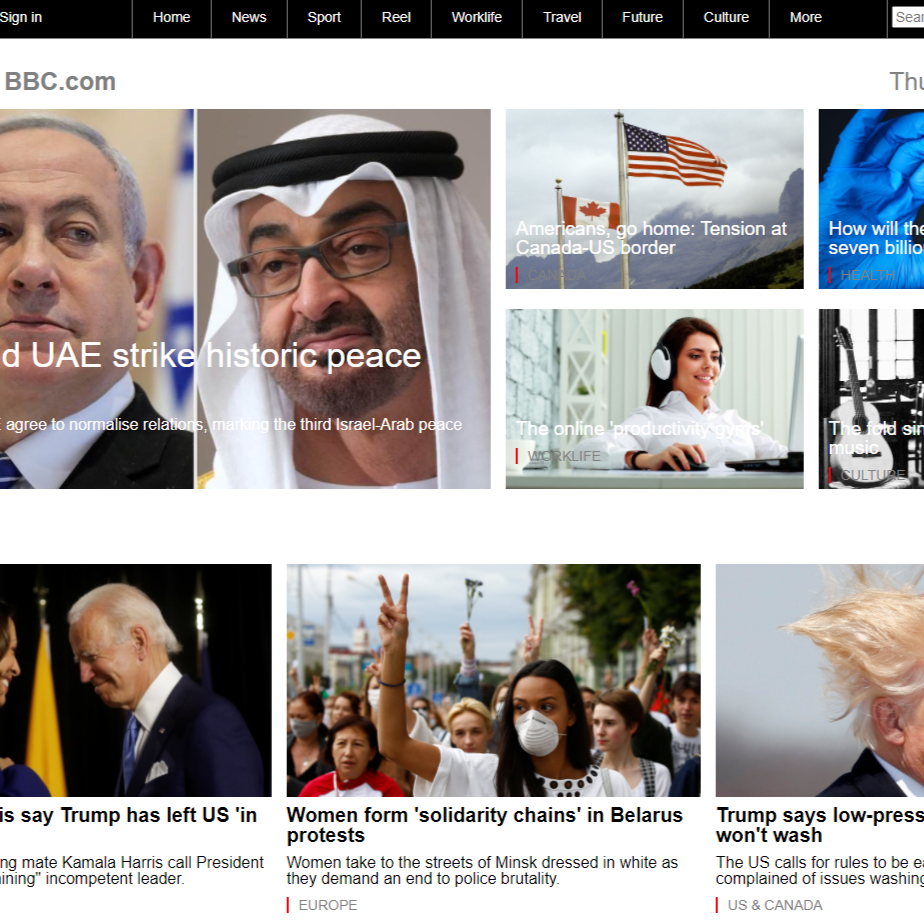 Sign in
Home
News
Sport
Reel
Worklife
Travel
Future
Culture
More
Sear
BBC.com
Thu
d UAE strike historic peace
agree to normalise relations, marking the third Israel-Arab peace
Americans, go home: Tension at
Canada-US border
CANADA
How will the
seven billio
HEALTH
The online 'productivity gyms'
WORKLIFE
The fold sin
music
CULTURE
is say Trump has left US 'in
ng mate Kamala Harris call President
ining" incompetent leader.
Women form 'solidarity chains' in Belarus
protests
Women take to the streets of Minsk dressed in white as
they demand an end to police brutality.
EUROPE
Trump says low-press
won't wash
The US calls for rules to be ea
complained of issues washing
US & CANADA